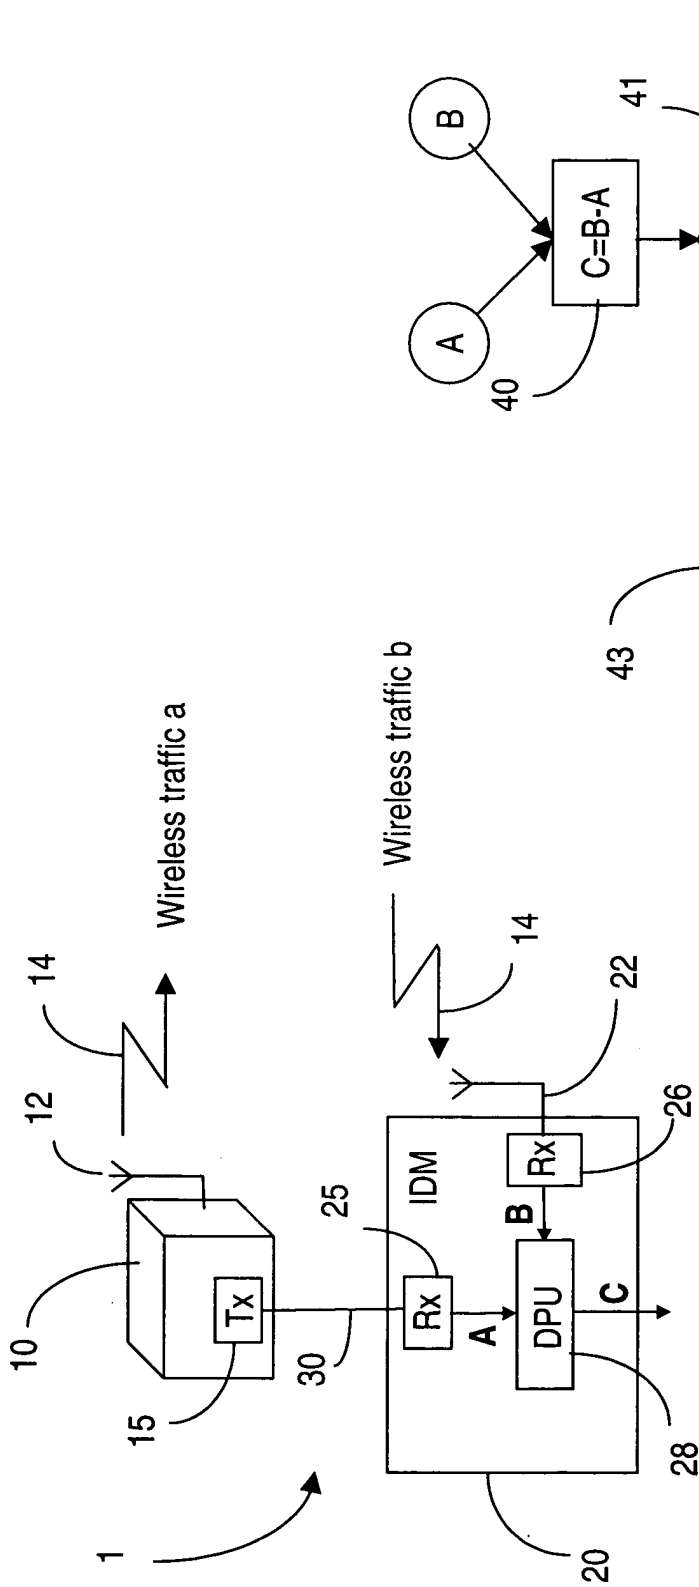 1
10
12
14
Wireless traffic a
15
Tx
30
25
Wireless traffic b
14
IDM
Rx
A
B
Rx
22
26
DPU
C
20
28
A
B
40
C=B-A
41
43